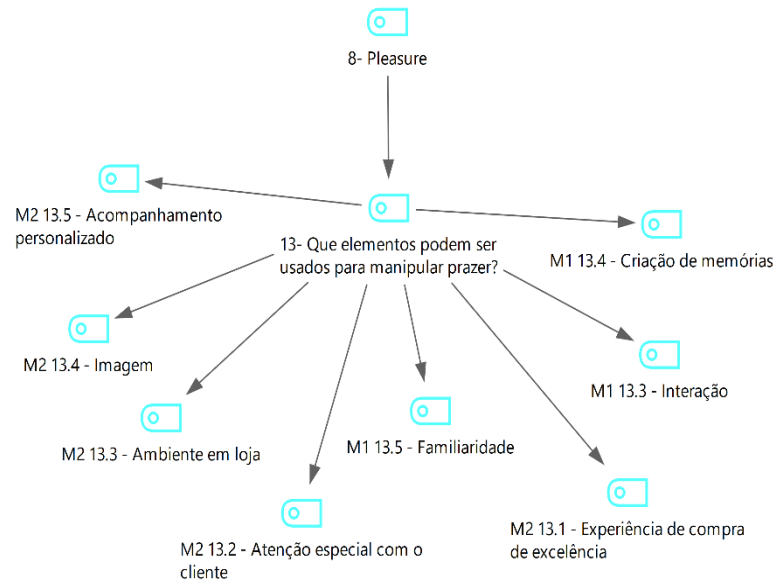 8- Pleasure
M2 13.5 - Acompanhamento
personalizado
13- Que elementos podem ser
usados para manipular prazer?
M1 13.4 - Criação de memórias
M2 13.4 - Imagem
M1 13.3 - Interação
M2 13.3 - Ambiente em loja
M1 13.5 - Familiaridade
M2 13.2 - Atenção especial com o
cliente
M2 13.1 - Experiência de compra
de excelência